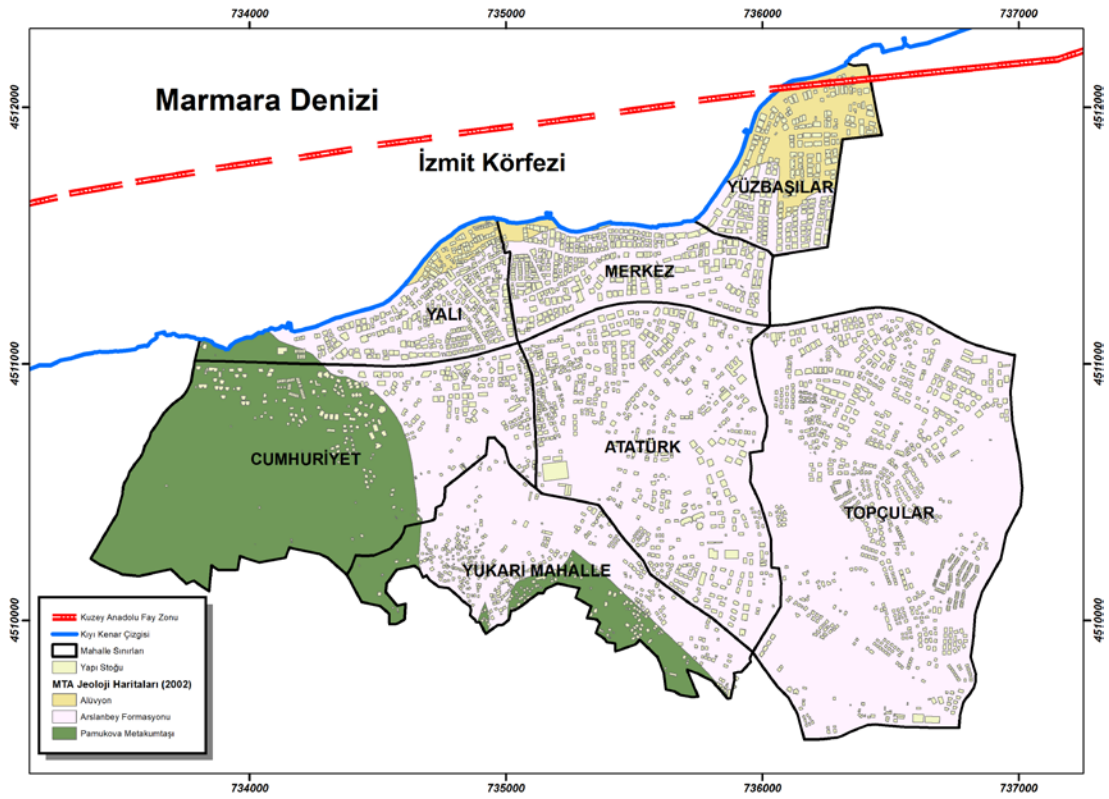 734000
735000
736000
737000
4512000
4512000
Marmara Denizi
İzmit Körfezi
YÜZBAŞILAR
MERKEZ
YALI
4511000
4511000
CUMHURİYET
ATATÜRK
TOPÇULAR
YUKARI MAHALLE
4510000
4510000
Kuzey Anadolu Fay Zonu
Kıyı Kenar Çizgisi
Mahalle Sınırları
Yapı Stoğu
MTA Jeoloji Haritaları (2002)
Alüvyon
Arslanbey Formasyonu
Pamukova Metakumtaşı
734000
735000
736000
737000